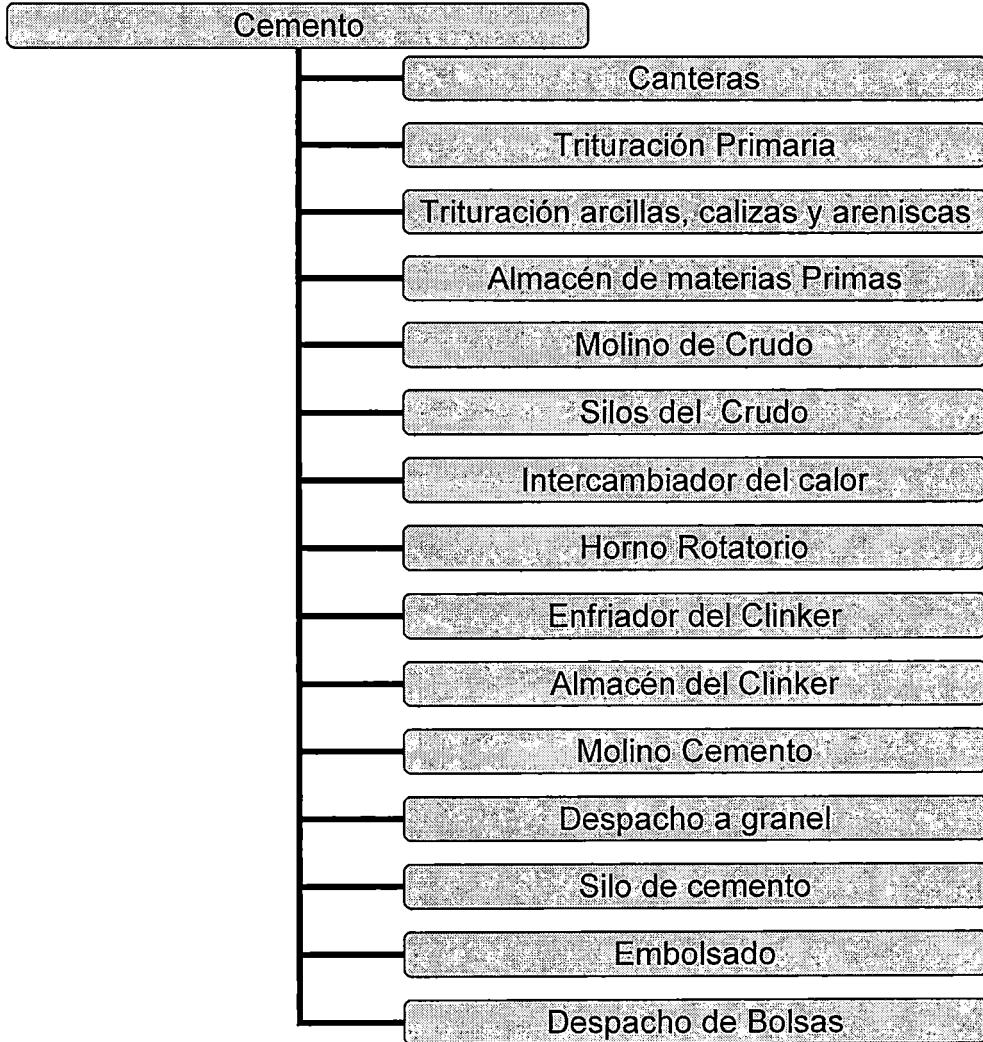 Cemento
Canteras
Trituración Primaria
Trituración arcillas, calizas y areniscas
Almacén de materias Primas
Molino de Crudo
Silos del Crudo
Intercambiador del calor
Horno Rotatorio
Enfriador del Clinker
Almacén del Clinker
Molino Cemento
Despacho a granel
Silo de cemento
Embolsado
Despacho de Bolsas